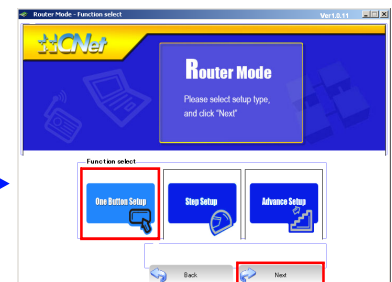 Router Mode - Function select
Ver1.0.11
CNet
Router Mode
Please select setup type,
and click "Next"
Function select
One Button Setup
Step Setup
Advance Setup
Back
Next